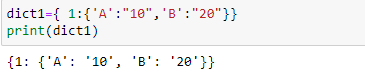 dict1={ 1:{'A':"10",'B':"20"}}
print(dict1)
{1: {'A': '10', 'B': '20'}}